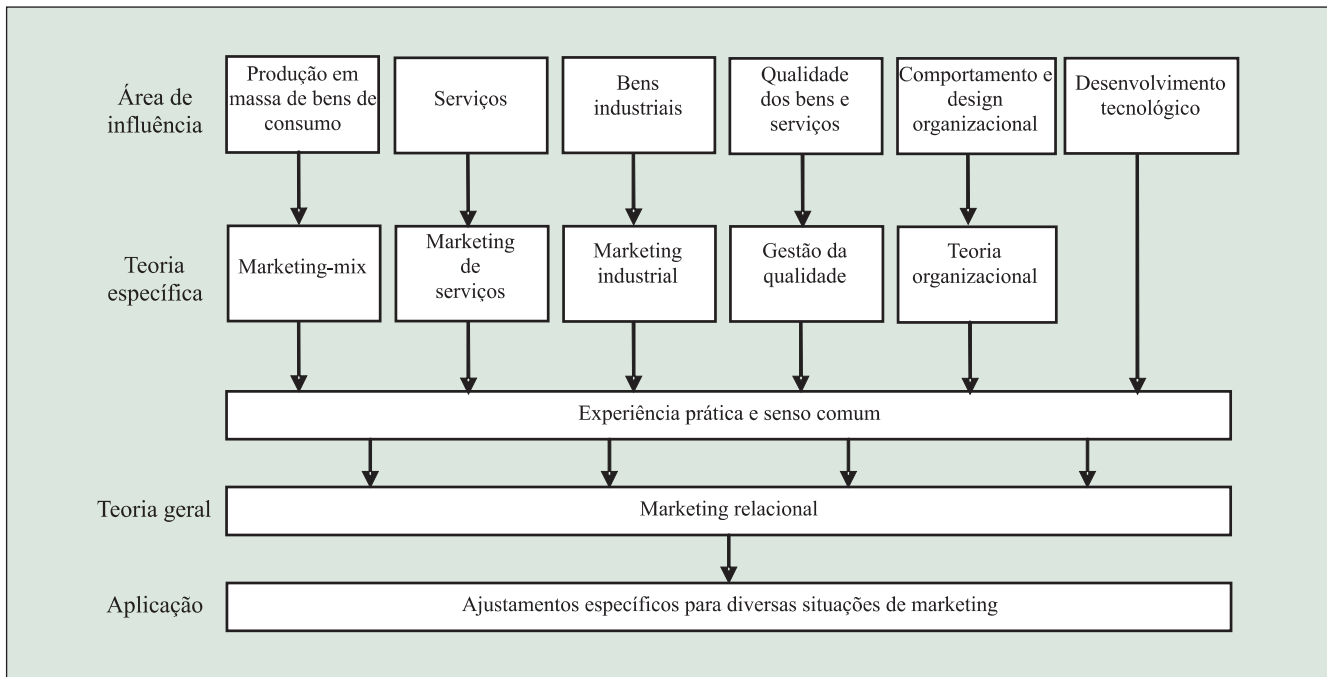 Área de
influência
Produção em
massa de bens de
consumo
Serviços
Bens
industriais
Qualidade
dos bens e
serviços
Comportamento e
design
organizacional
Desenvolvimento
tecnológico
Teoria
específica
Marketing-mix
Marketing
de
serviços
Marketing
industrial
Gestão da
qualidade
Teoria
organizacional
Experiência prática e senso comum
Teoria geral
Marketing relacional
Aplicação
Ajustamentos específicos para diversas situações de marketing